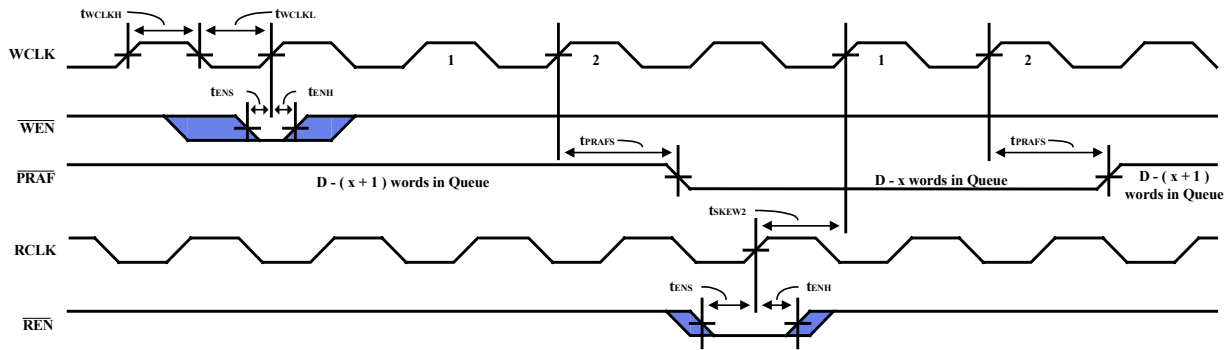 tWCLKH tWCLKL
WCLK 1 2 1 2
tENS tENH
WEN
tPRAFS tPRAFS
PRAF
D - ( x + 1 ) words in Queue D - x words in Queue D - ( x + 1 )
words in Queue
tSKEW2
RCLK
tENS tENH
REN